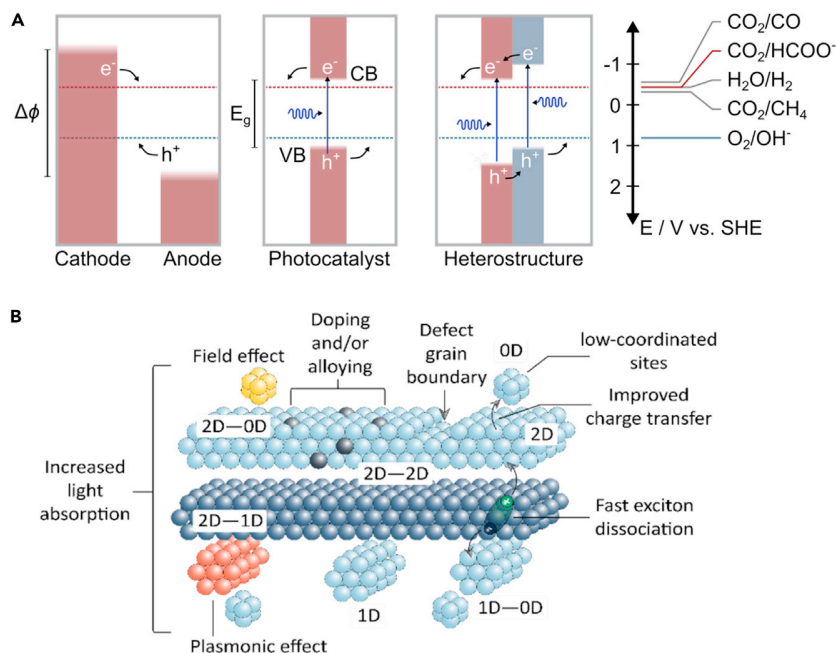 A
Δϕ
e⁻
h⁺
Cathode
Anode
E_g
e⁻
CB
VB
h⁺
Photocatalyst
e⁻
e⁻
h⁺
h⁺
Heterostructure
-1
0
1
2
E / V vs. SHE
CO₂/CO
CO₂/HCOO⁻
H₂O/H₂
CO₂/CH₄
O₂/OH⁻
B
Field effect
Doping
and/or
alloying
Defect
grain
boundary
0D
low-coordinated
sites
Improved
charge transfer
2D—0D
2D
2D—2D
Increased
light
absorption
2D—1D
Fast exciton
dissociation
1D
1D—0D
Plasmonic effect